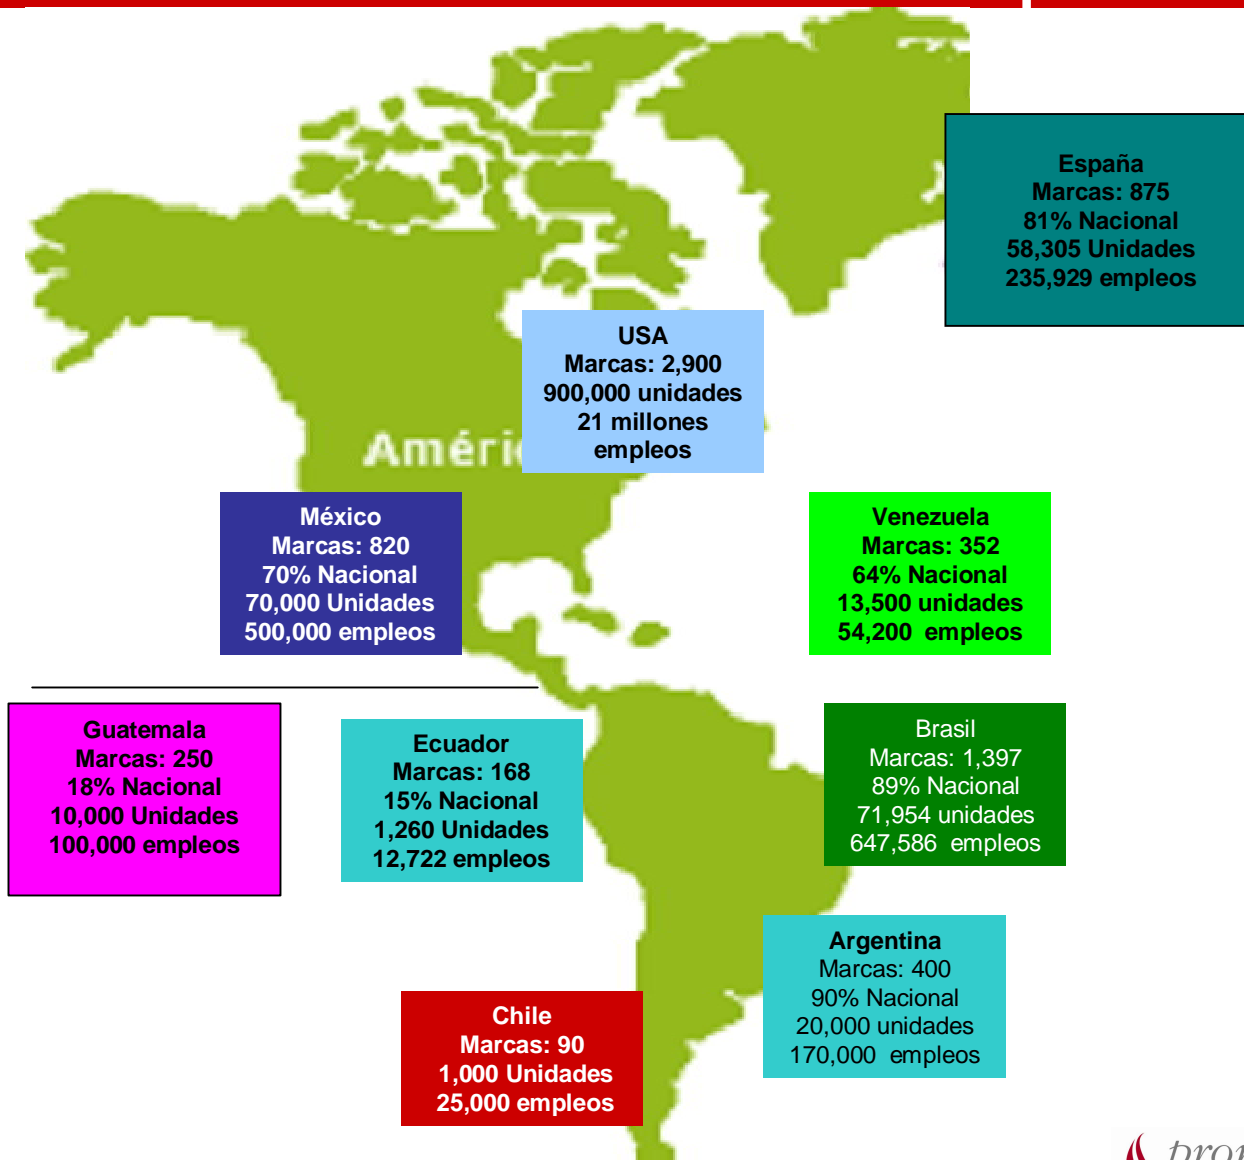 España
Marcas: 875
81% Nacional
58,305 Unidades
235,929 empleos
USA
Marcas: 2,900
900,000 unidades
21 millones
empleos
Améri
México
Marcas: 820
70% Nacional
70,000 Unidades
500,000 empleos
Venezuela
Marcas: 352
64% Nacional
13,500 unidades
54,200 empleos
Guatemala
Marcas: 250
18% Nacional
10,000 Unidades
100,000 empleos
Ecuador
Marcas: 168
15% Nacional
1,260 Unidades
12,722 empleos
Brasil
Marcas: 1,397
89% Nacional
71,954 unidades
647,586 empleos
Argentina
Marcas: 400
90% Nacional
20,000 unidades
170,000 empleos
Chile
Marcas: 90
1,000 Unidades
25,000 empleos